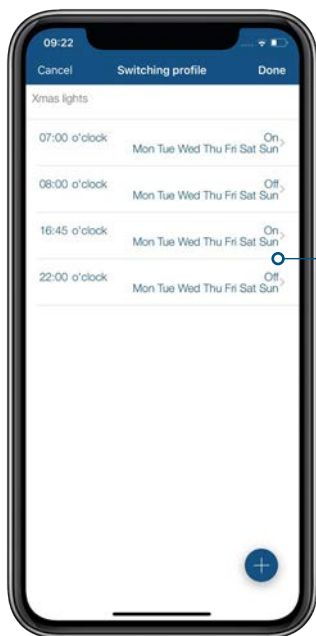 09:22
Cancel Switching profile Done
Xmas lights
07:00 o'clock On
Mon Tue Wed Thu Fri Sat Sun
08:00 o'clock Off
Mon Tue Wed Thu Fri Sat Sun
16:45 o'clock On
Mon Tue Wed Thu Fri Sat Sun
22:00 o'clock Off
Mon Tue Wed Thu Fri Sat Sun